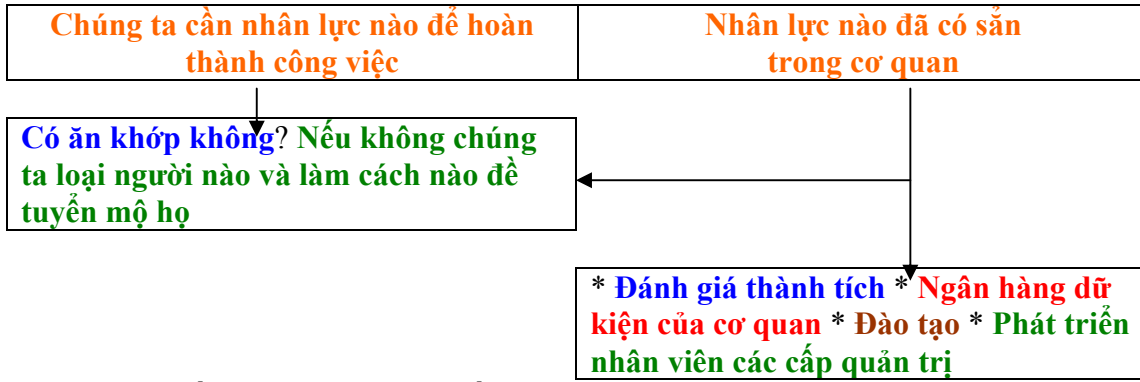 Chúng ta cần nhân lực nào để hoàn
thành công việc
Nhân lực nào đã có sẳn
trong cơ quan
Có ăn khớp không? Nếu không chúng
ta loại người nào và làm cách nào đề
tuyển mộ họ
* Đánh giá thành tích * Ngân hàng dữ
kiện của cơ quan * Đào tạo * Phát triển
nhân viên các cấp quản trị